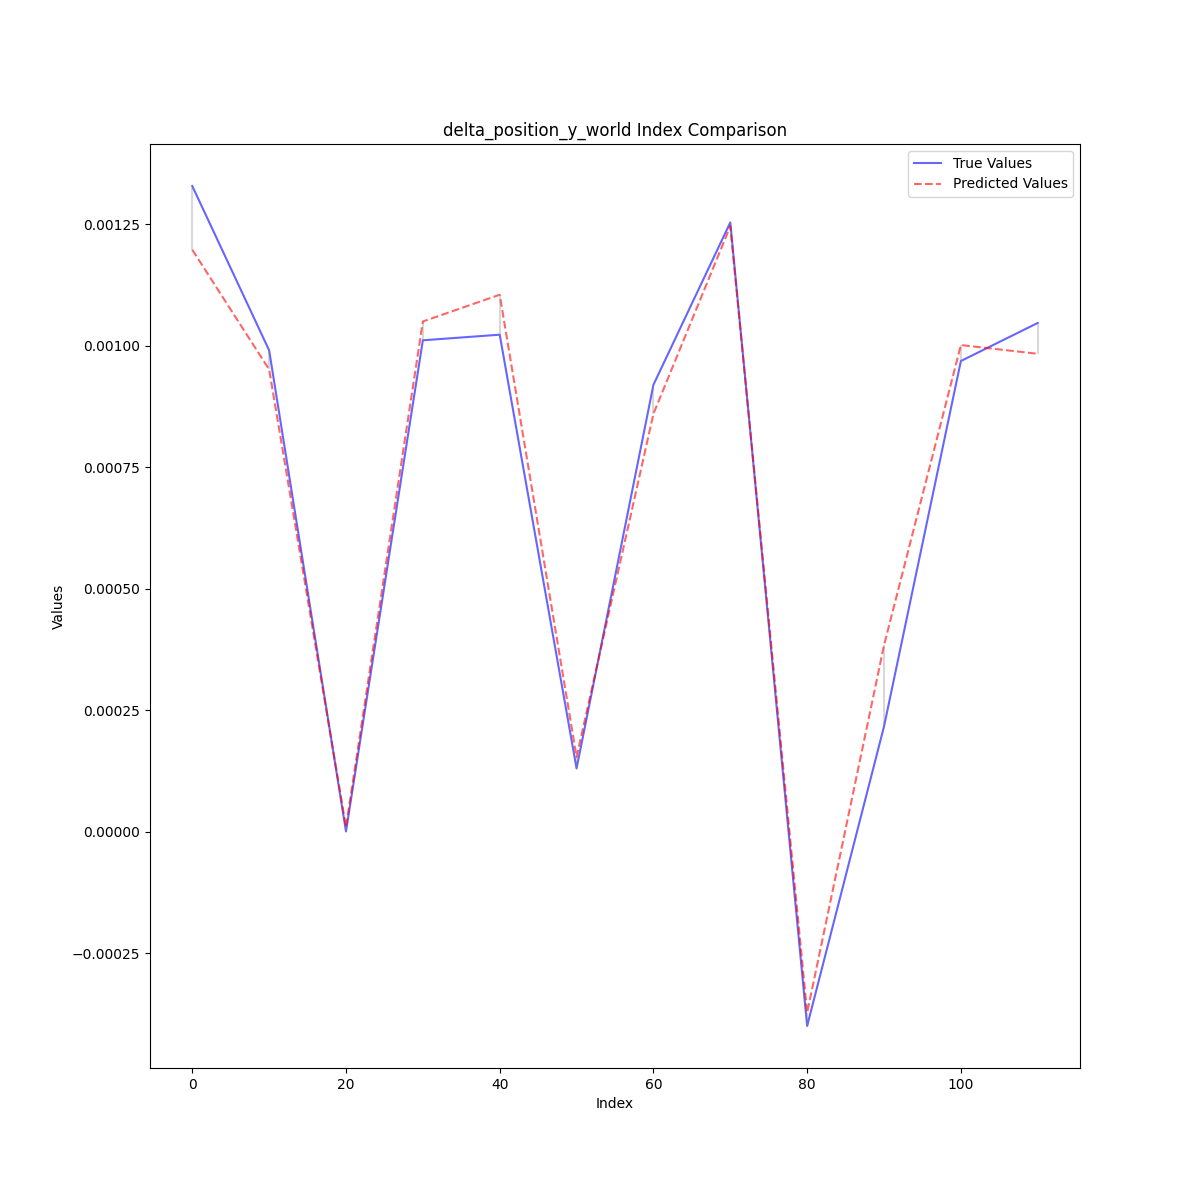 delta_position_y_world Index Comparison
True Values
Predicted Values
0.00125
0.00100
0.00075
0.00050
0.00025
0.00000
−0.00025
Values
0 20 40 60 80 100
Index